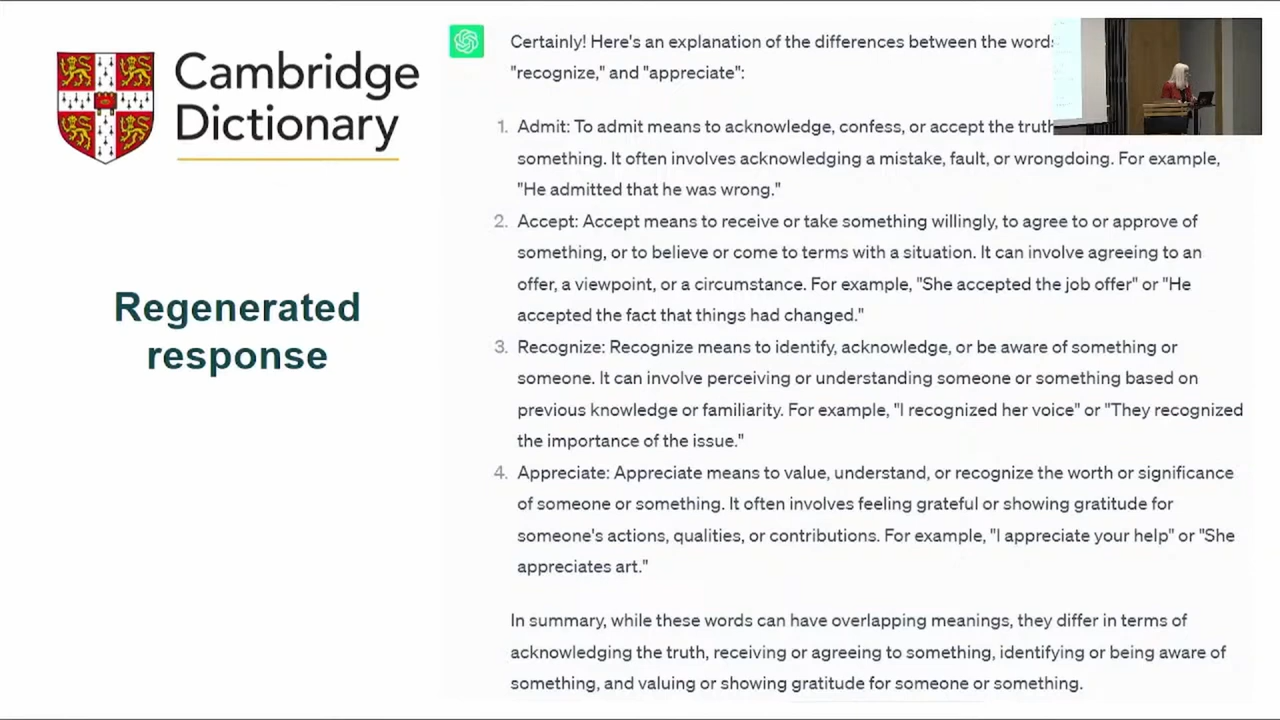 Cambridge
Dictionary
Regenerated
response
Certainly! Here's an explanation of the differences between the words
"recognize," and "appreciate":
1. Admit: To admit means to acknowledge, confess, or accept the truth
something. It often involves acknowledging a mistake, fault, or wrongdoing. For example,
"He admitted that he was wrong."
2. Accept: Accept means to receive or take something willingly, to agree to or approve of
something, or to believe or come to terms with a situation. It can involve agreeing to an
offer, a viewpoint, or a circumstance. For example, "She accepted the job offer" or "He
accepted the fact that things had changed."
3. Recognize: Recognize means to identify, acknowledge, or be aware of something or
someone. It can involve perceiving or understanding someone or something based on
previous knowledge or familiarity. For example, "I recognized her voice" or "They recognized
the importance of the issue."
4. Appreciate: Appreciate means to value, understand, or recognize the worth or significance
of someone or something. It often involves feeling grateful or showing gratitude for
someone's actions, qualities, or contributions. For example, "I appreciate your help" or "She
appreciates art."
In summary, while these words can have overlapping meanings, they differ in terms of
acknowledging the truth, receiving or agreeing to something, identifying or being aware of
something, and valuing or showing gratitude for someone or something.